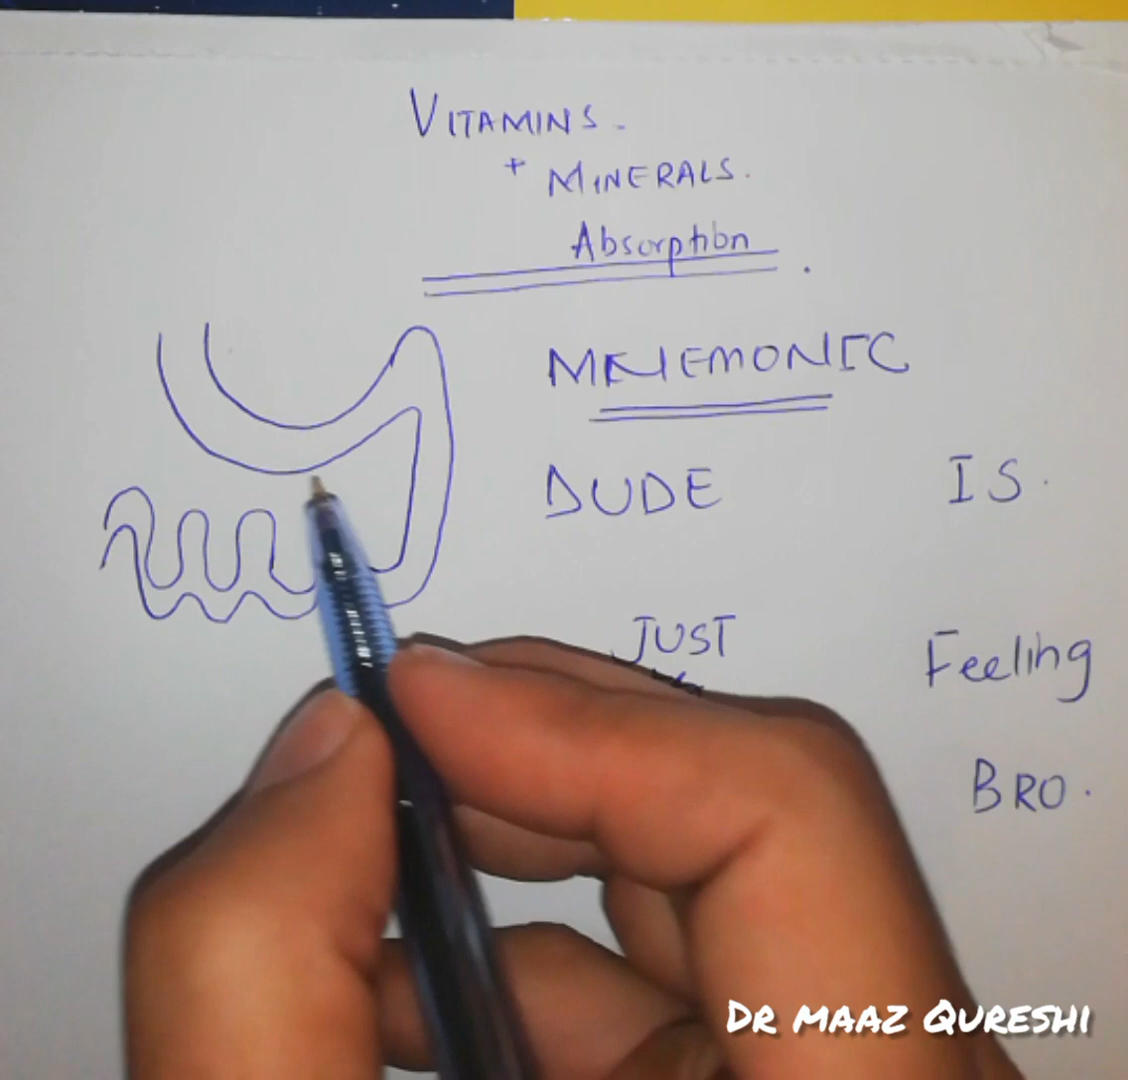 VITAMINS.
+ MINERALS.
Absorption
MNEMONIC
DUDE IS.
JUST Feeling
BRO.
DR MAAZ QURESHI